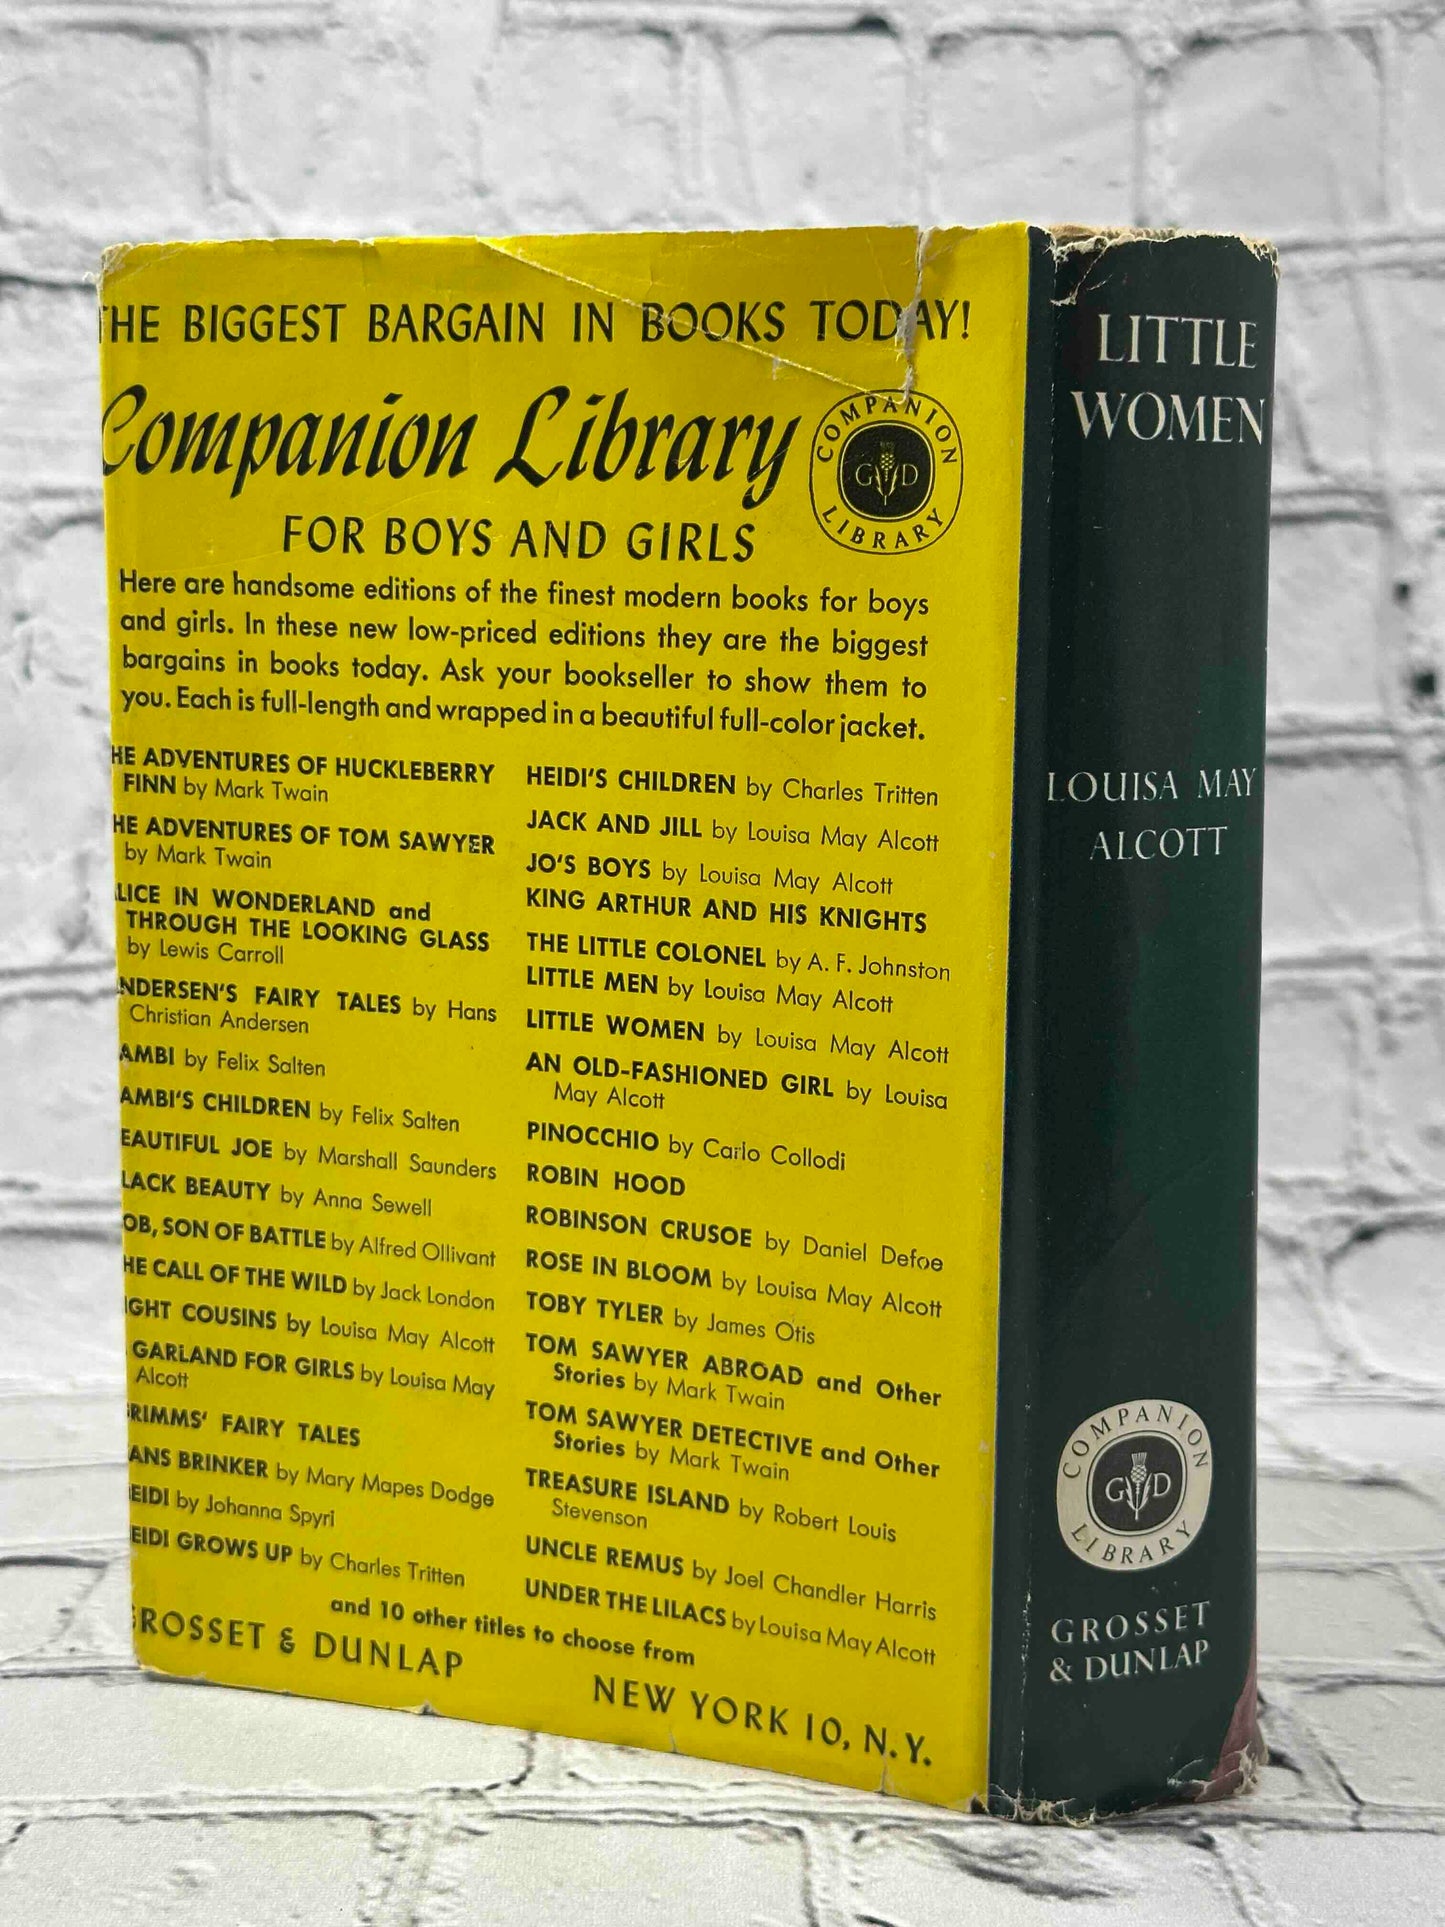 THE BIGGEST BARGAIN IN BOOKS TODAY!
Companion Library
COMPANION LIBRARY
G D
FOR BOYS AND GIRLS
Here are handsome editions of the finest modern books for boys
and girls. In these new low-priced editions they are the biggest
bargains in books today. Ask your bookseller to show them to
you. Each is full-length and wrapped in a beautiful full-color jacket.
HE ADVENTURES OF HUCKLEBERRY
FINN by Mark Twain
HE ADVENTURES OF TOM SAWYER
by Mark Twain
LICE IN WONDERLAND and
THROUGH THE LOOKING GLASS
by Lewis Carroll
NDERSEN'S FAIRY TALES by Hans
Christian Andersen
AMBI by Felix Salten
AMBI'S CHILDREN by Felix Salten
EAUTIFUL JOE by Marshall Saunders
LACK BEAUTY by Anna Sewell
OB, SON OF BATTLE by Alfred Ollivant
HE CALL OF THE WILD by Jack London
IGHT COUSINS by Louisa May Alcott
GARLAND FOR GIRLS by Louisa May
Alcott
RIMMS' FAIRY TALES
ANS BRINKER by Mary Mapes Dodge
EIDI by Johanna Spyri
EIDI GROWS UP by Charles Tritten
HEIDI'S CHILDREN by Charles Tritten
JACK AND JILL by Louisa May Alcott
JO'S BOYS by Louisa May Alcott
KING ARTHUR AND HIS KNIGHTS
THE LITTLE COLONEL by A. F. Johnston
LITTLE MEN by Louisa May Alcott
LITTLE WOMEN by Louisa May Alcott
AN OLD-FASHIONED GIRL by Louisa
May Alcott
PINOCCHIO by Carlo Collodi
ROBIN HOOD
ROBINSON CRUSOE by Daniel Defoe
ROSE IN BLOOM by Louisa May Alcott
TOBY TYLER by James Otis
TOM SAWYER ABROAD and Other
Stories by Mark Twain
TOM SAWYER DETECTIVE and Other
Stories by Mark Twain
TREASURE ISLAND by Robert Louis
Stevenson
UNCLE REMUS by Joel Chandler Harris
UNDER THE LILACS by Louisa May Alcott
and 10 other titles to choose from
GROSSET & DUNLAP
NEW YORK 10, N.Y.
LITTLE
WOMEN
LOUISA MAY
ALCOTT
COMPANION LIBRARY
G D
GROSSET
& DUNLAP